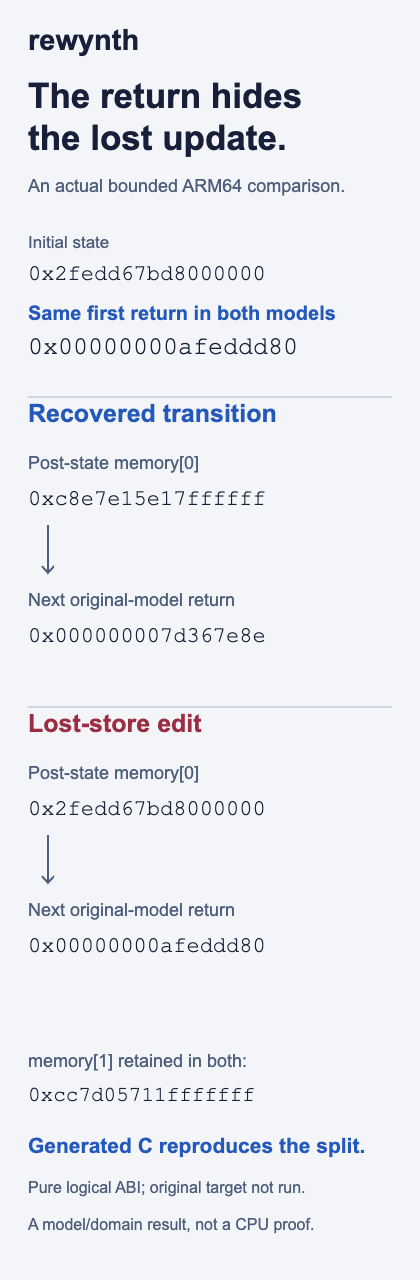 rewynth
The return hides
the lost update.
An actual bounded ARM64 comparison.
Initial state
0x2fedd67bd8000000
Same first return in both models
0x00000000afeddd80
Recovered transition
Post-state memory[0]
0xc8e7e15e17ffffff
Next original-model return
0x000000007d367e8e
Lost-store edit
Post-state memory[0]
0x2fedd67bd8000000
Next original-model return
0x00000000afeddd80
memory[1] retained in both:
0xcc7d05711fffffff
Generated C reproduces the split.
Pure logical ABI; original target not run.
A model/domain result, not a CPU proof.